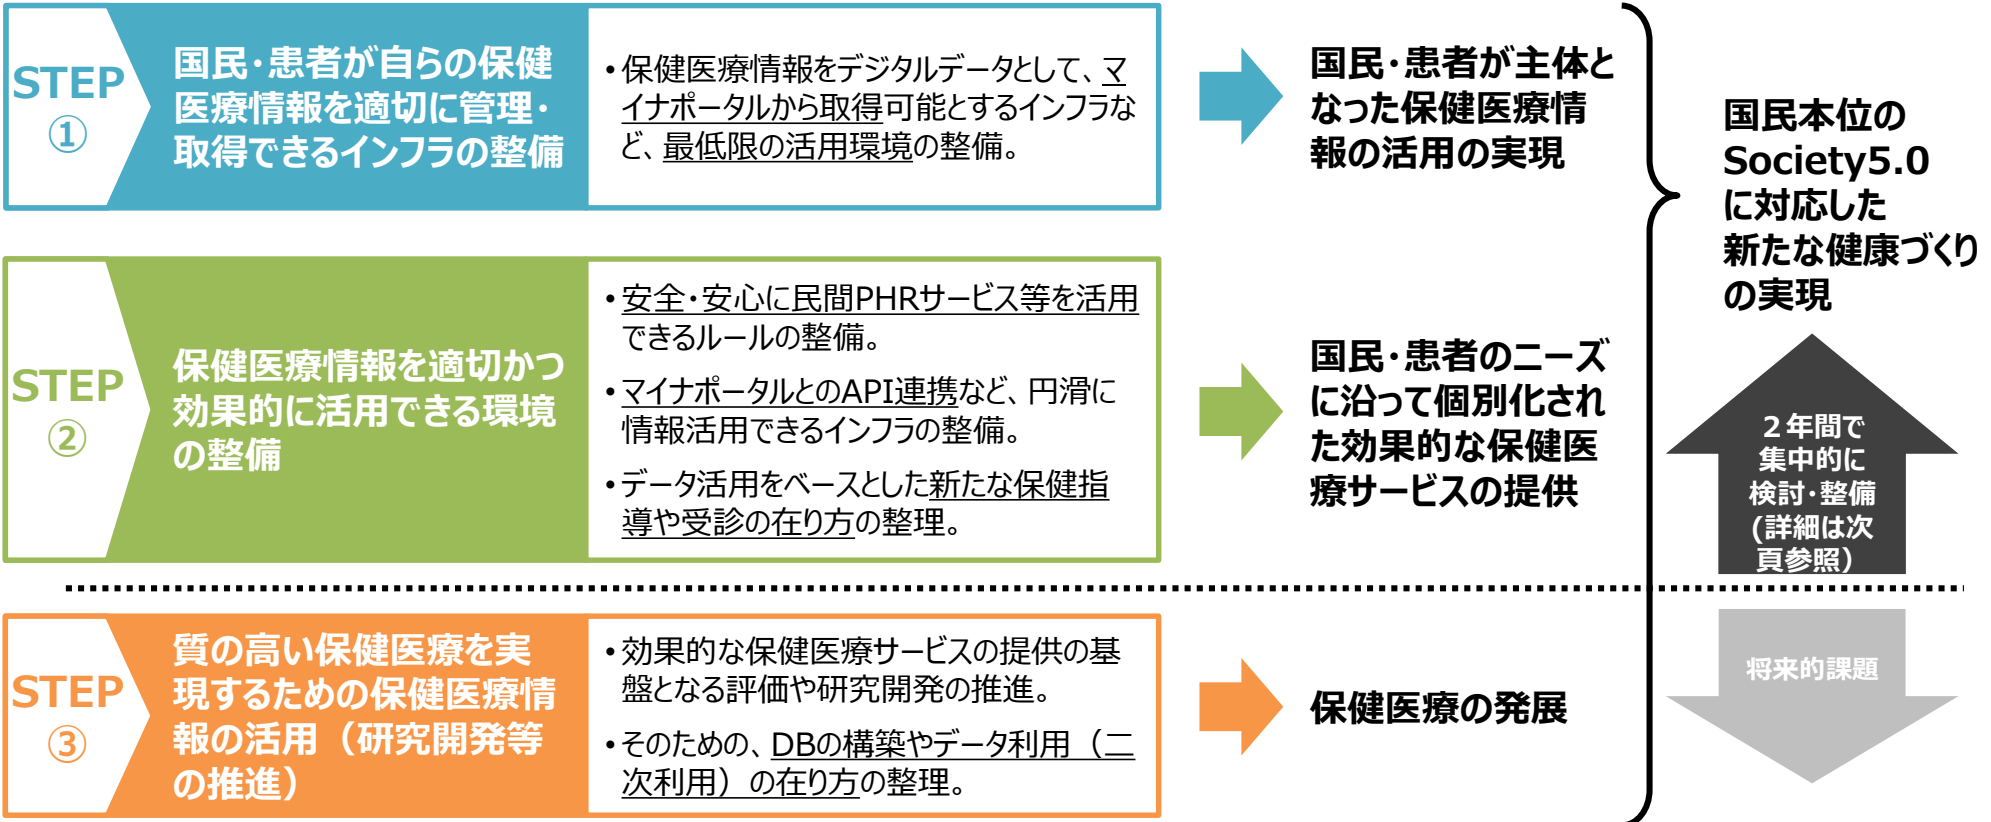 STEP
①
国民・患者が自らの保健
医療情報を適切に管理・
取得できるインフラの整備
•保健医療情報をデジタルデータとして、マ
イナポータルから取得可能とするインフラな
ど、最低限の活用環境の整備。
国民・患者が主体と
なった保健医療情
報の活用の実現
STEP
②
保健医療情報を適切かつ
効果的に活用できる環境
の整備
•安全・安心に民間PHRサービス等を活用
できるルールの整備。
•マイナポータルとのAPI連携など、円滑に
情報活用できるインフラの整備。
•データ活用をベースとした新たな保健指
導や受診の在り方の整理。
国民・患者のニーズ
に沿って個別化され
た効果的な保健医
療サービスの提供
STEP
③
質の高い保健医療を実
現するための保健医療情
報の活用（研究開発等
の推進）
•効果的な保健医療サービスの提供の基
盤となる評価や研究開発の推進。
•そのための、DBの構築やデータ利用（二
次利用）の在り方の整理。
保健医療の発展
国民本位の
Society5.0
に対応した
新たな健康づくり
の実現
２年間で
集中的に
検討・整備
(詳細は次
頁参照）
将来的課題